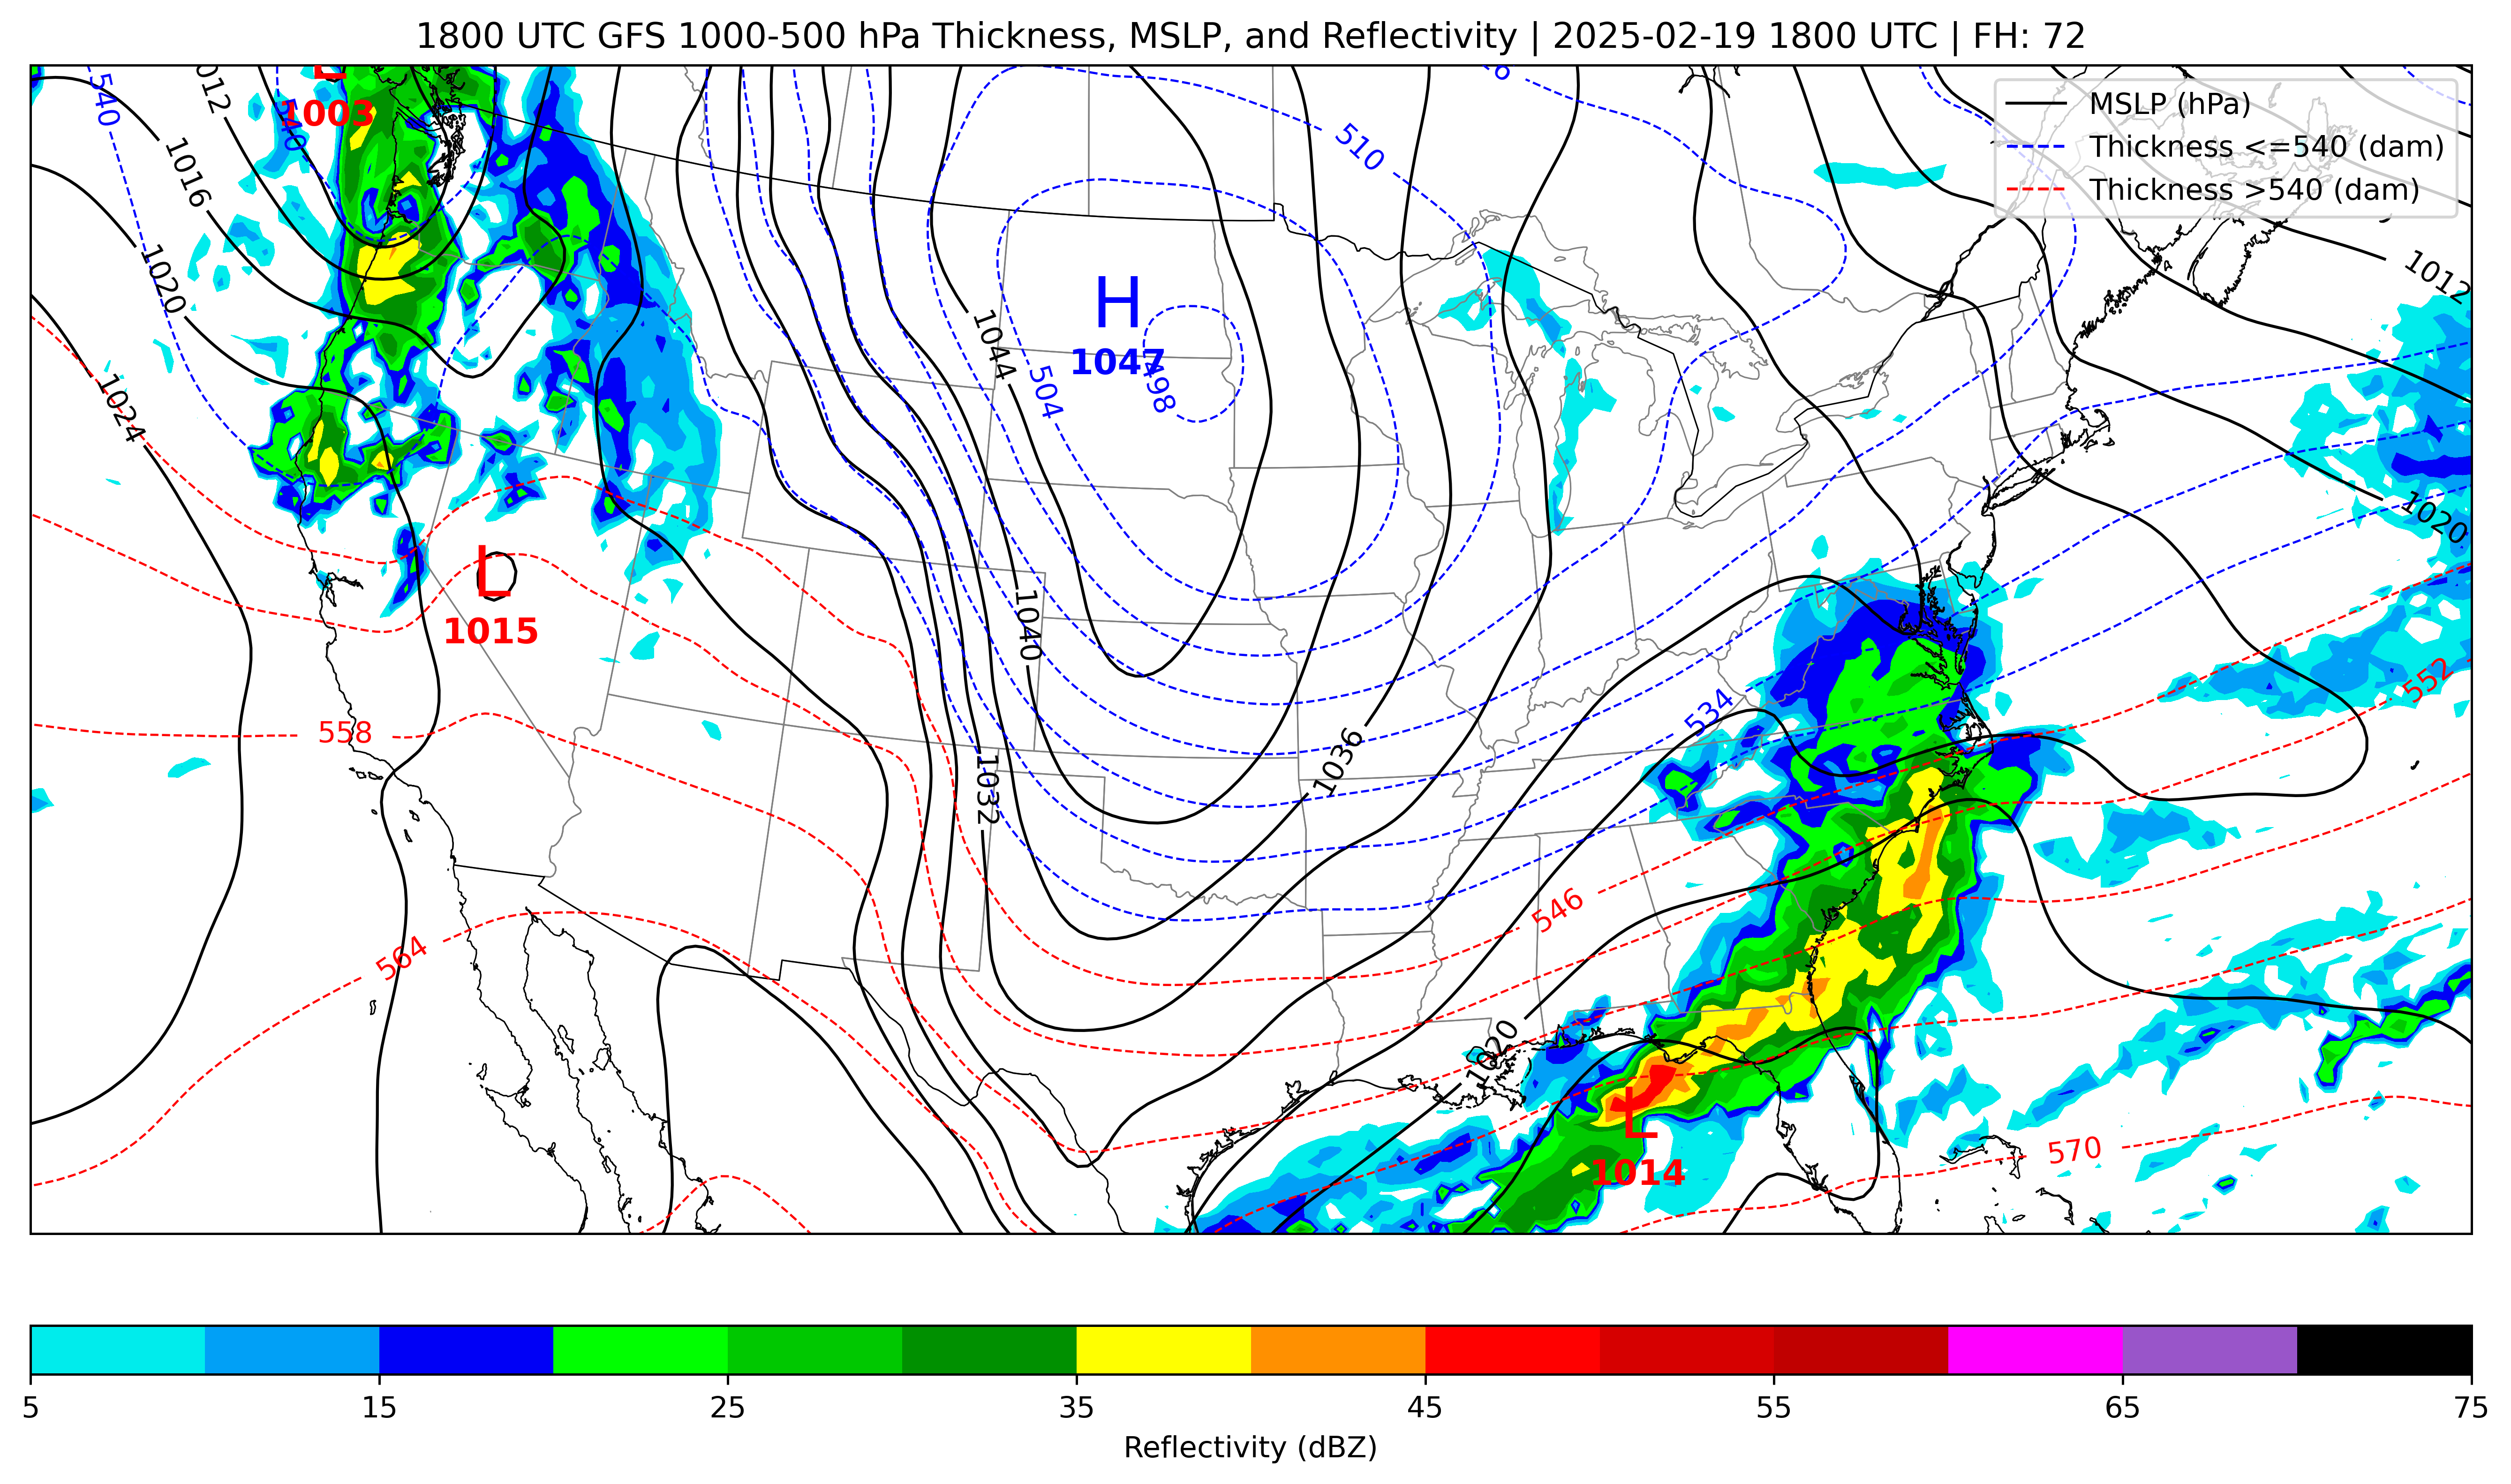 1800 UTC GFS 1000-500 hPa Thickness, MSLP, and Reflectivity | 2025-02-19 1800 UTC | FH: 72
MSLP (hPa)
Thickness <=540 (dam)
Thickness >540 (dam)
L
1003
540
540
1012
1016
1020
1024
510
H
1047
1044
504
498
1012
1020
L
1015
1040
558
1032
1036
534
552
546
564
1020
L
1014
570
5 15 25 35 45 55 65 75
Reflectivity (dBZ)